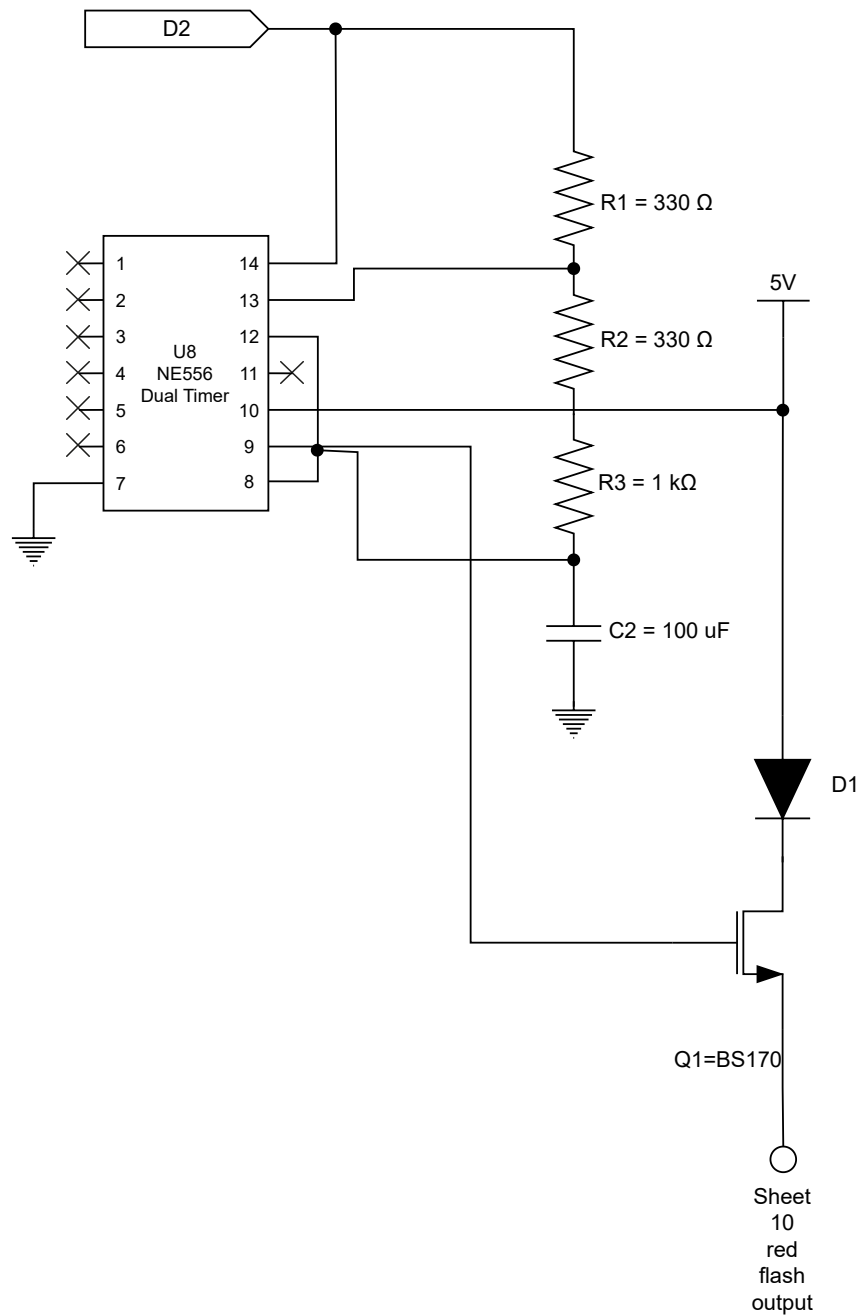 D2
R1 = 330 Ω
5V
1
14
2
13
3
12
4
11
5
10
6
9
7
8
U8
NE556
Dual Timer
R2 = 330 Ω
R3 = 1 kΩ
C2 = 100 uF
D1
Q1=BS170
Sheet
10
red
flash
output